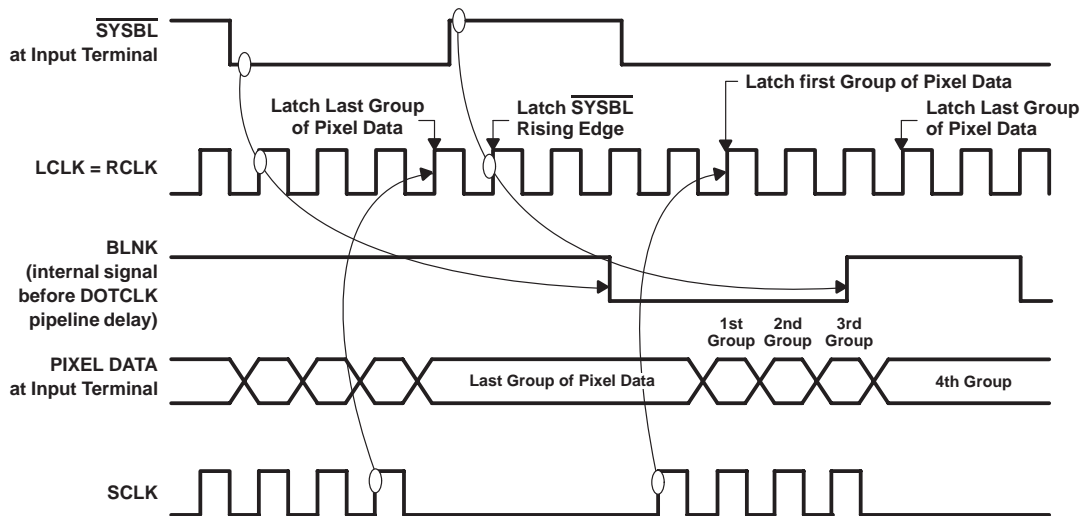 SYSBL
at Input Terminal
Latch Last Group
of Pixel Data
Latch SYSBL
Rising Edge
Latch first Group of Pixel Data
Latch Last Group
of Pixel Data
LCLK = RCLK
BLNK
(internal signal
before DOTCLK
pipeline delay)
1st
Group
2nd
Group
3rd
Group
PIXEL DATA
at Input Terminal
Last Group of Pixel Data
4th Group
SCLK